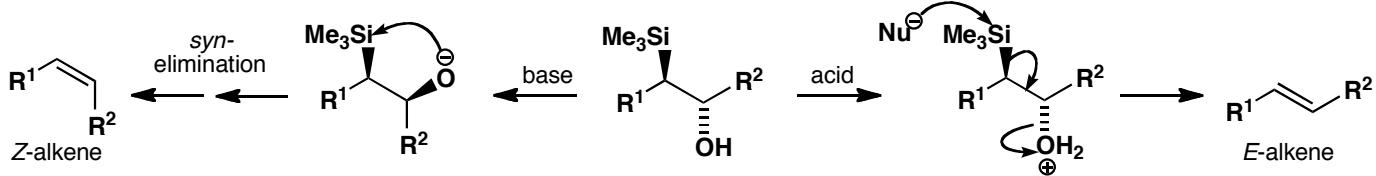 R¹
R²
Z-alkene
syn-
elimination
Me₃Si
⊖
O
R¹
R²
base
Me₃Si
R¹
R²
OH
acid
Nu⊖
Me₃Si
R¹
R²
OH₂
⊕
R¹
R²
E-alkene